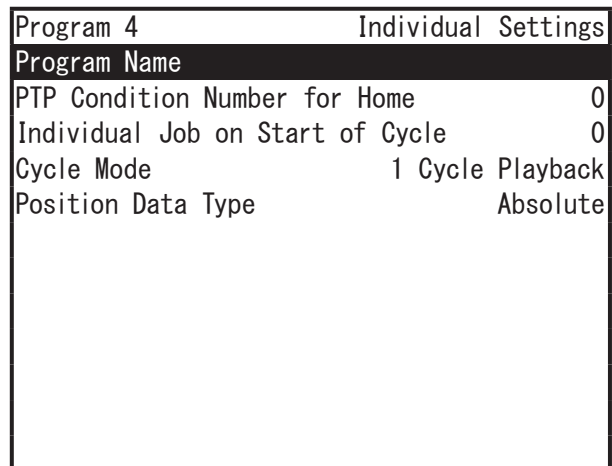 Program 4 Individual Settings
Program Name
PTP Condition Number for Home 0
Individual Job on Start of Cycle 0
Cycle Mode 1 Cycle Playback
Position Data Type Absolute